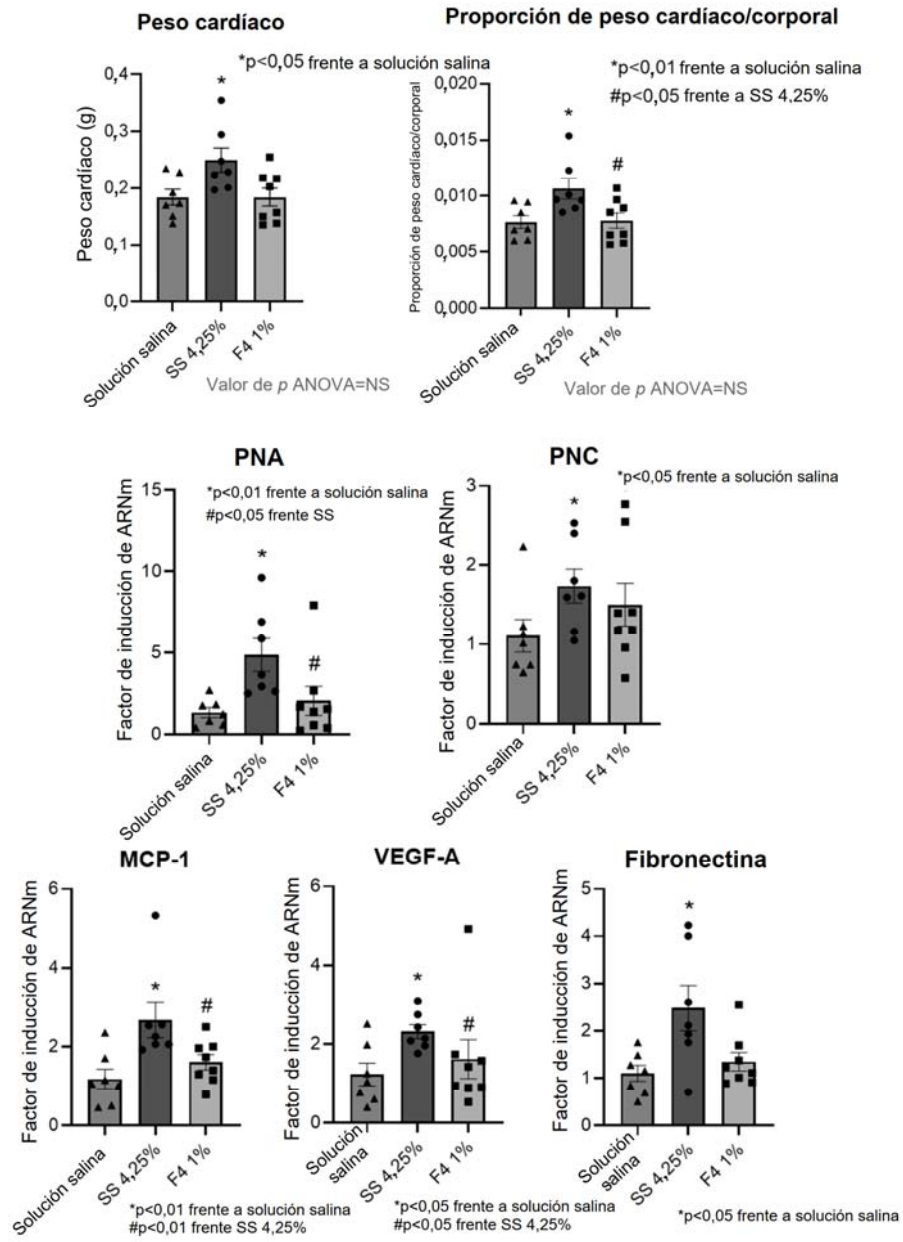 Peso cardíaco
*p<0,05 frente a solución salina
Peso cardíaco (g)
0,4
0,3
0,2
0,1
0,0
*
Solución salina
SS 4,25%
F4 1%
Valor de p ANOVA=NS
Proporción de peso cardíaco/corporal
*p<0,01 frente a solución salina
#p<0,05 frente a SS 4,25%
Proporción de peso cardíaco/corporal
0,020
0,015
0,010
0,005
0,000
*
#
Solución salina
SS 4,25%
F4 1%
Valor de p ANOVA=NS
PNA
*p<0,01 frente a solución salina
#p<0,05 frente SS
Factor de inducción de ARNm
15
10
5
0
*
#
Solución salina
SS 4,25%
F4 1%
PNC
*p<0,05 frente a solución salina
Factor de inducción de ARNm
3
2
1
0
*
Solución salina
SS 4,25%
F4 1%
MCP-1
Factor de inducción de ARNm
6
4
2
0
*
#
Solución salina
SS 4,25%
F4 1%
*p<0,01 frente a solución salina
#p<0,01 frente SS 4,25%
VEGF-A
Factor de inducción de ARNm
6
4
2
0
*
#
Solución
salina
SS 4,25%
F4 1%
*p<0,05 frente a solución salina
#p<0,05 frente SS 4,25%
Fibronectina
Factor de inducción de ARNm
5
4
3
2
1
0
*
Solución
salina
SS 4,25%
F4 1%
*p<0,05 frente a solución salina